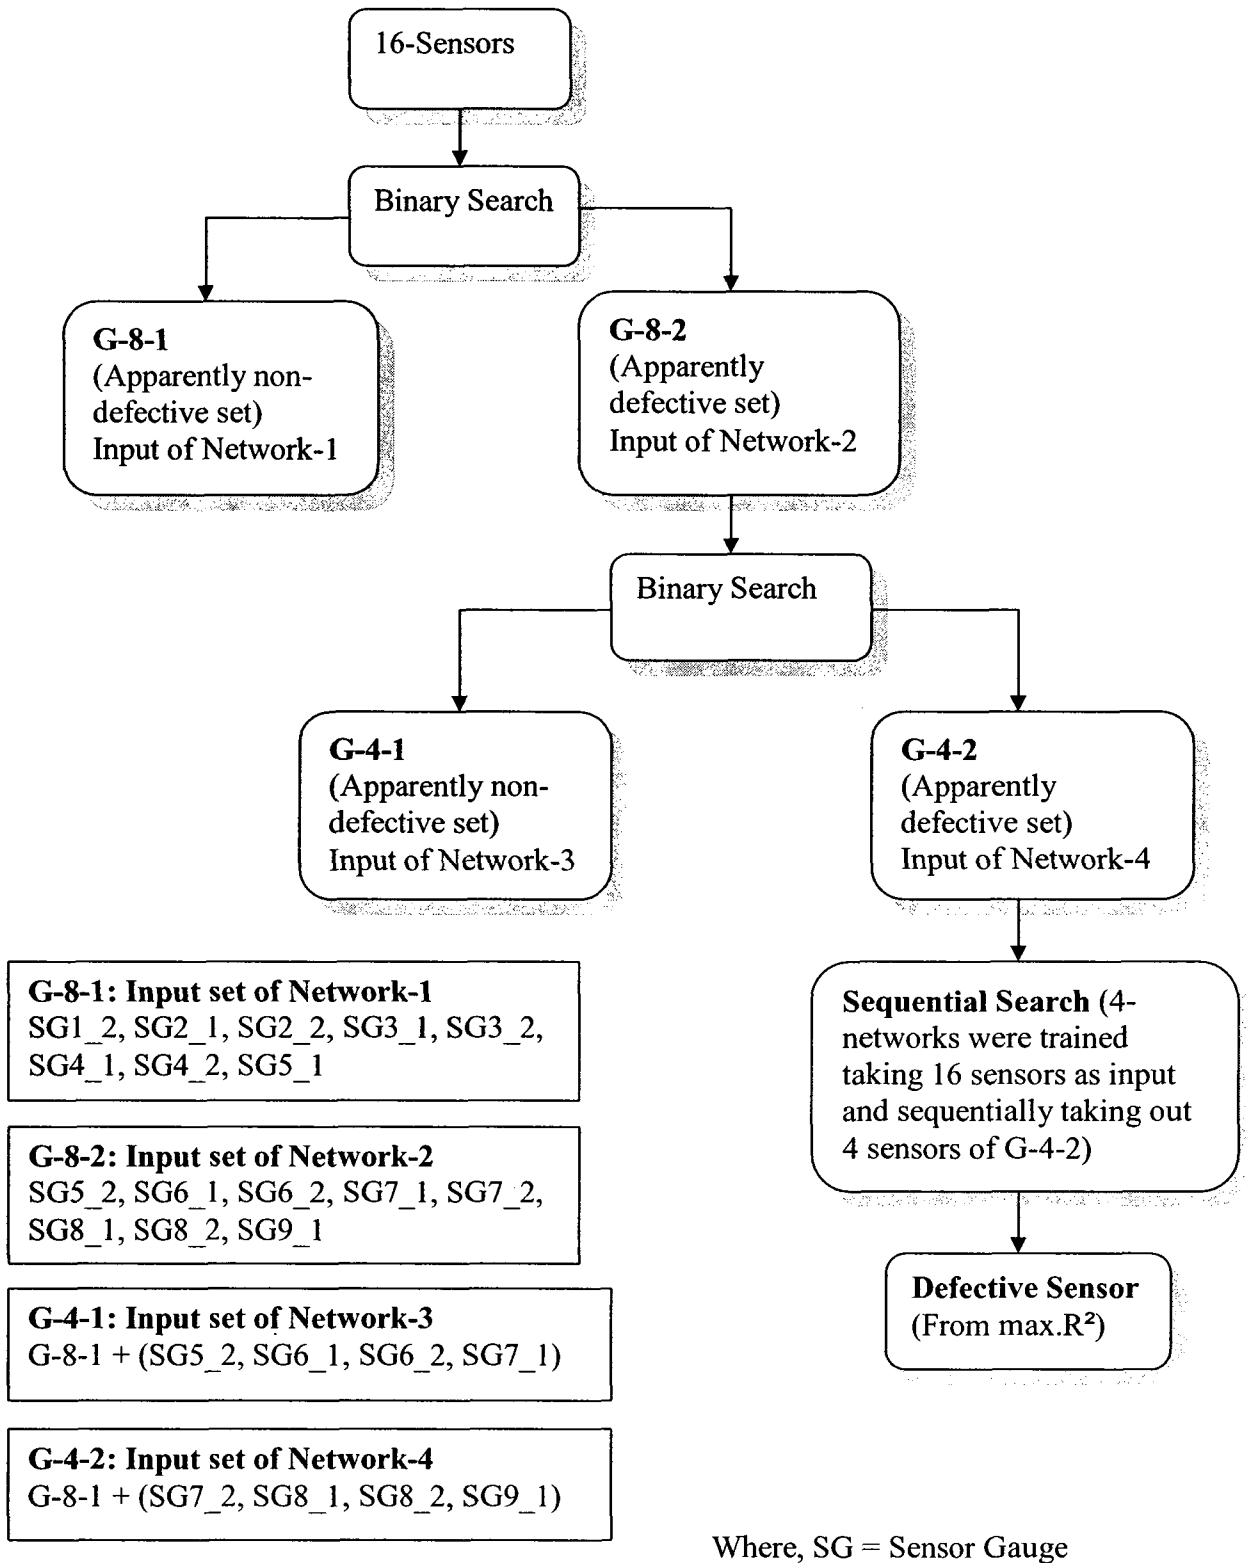 16-Sensors
Binary Search
G-8-1
(Apparently non-
defective set)
Input of Network-1
G-8-2
(Apparently
defective set)
Input of Network-2
Binary Search
G-4-1
(Apparently non-
defective set)
Input of Network-3
G-4-2
(Apparently
defective set)
Input of Network-4
G-8-1: Input set of Network-1
SG1_2, SG2_1, SG2_2, SG3_1, SG3_2,
SG4_1, SG4_2, SG5_1
G-8-2: Input set of Network-2
SG5_2, SG6_1, SG6_2, SG7_1, SG7_2,
SG8_1, SG8_2, SG9_1
G-4-1: Input set of Network-3
G-8-1 + (SG5_2, SG6_1, SG6_2, SG7_1)
G-4-2: Input set of Network-4
G-8-1 + (SG7_2, SG8_1, SG8_2, SG9_1)
Sequential Search (4-
networks were trained
taking 16 sensors as input
and sequentially taking out
4 sensors of G-4-2)
Defective Sensor
(From max.R²)
Where, SG = Sensor Gauge